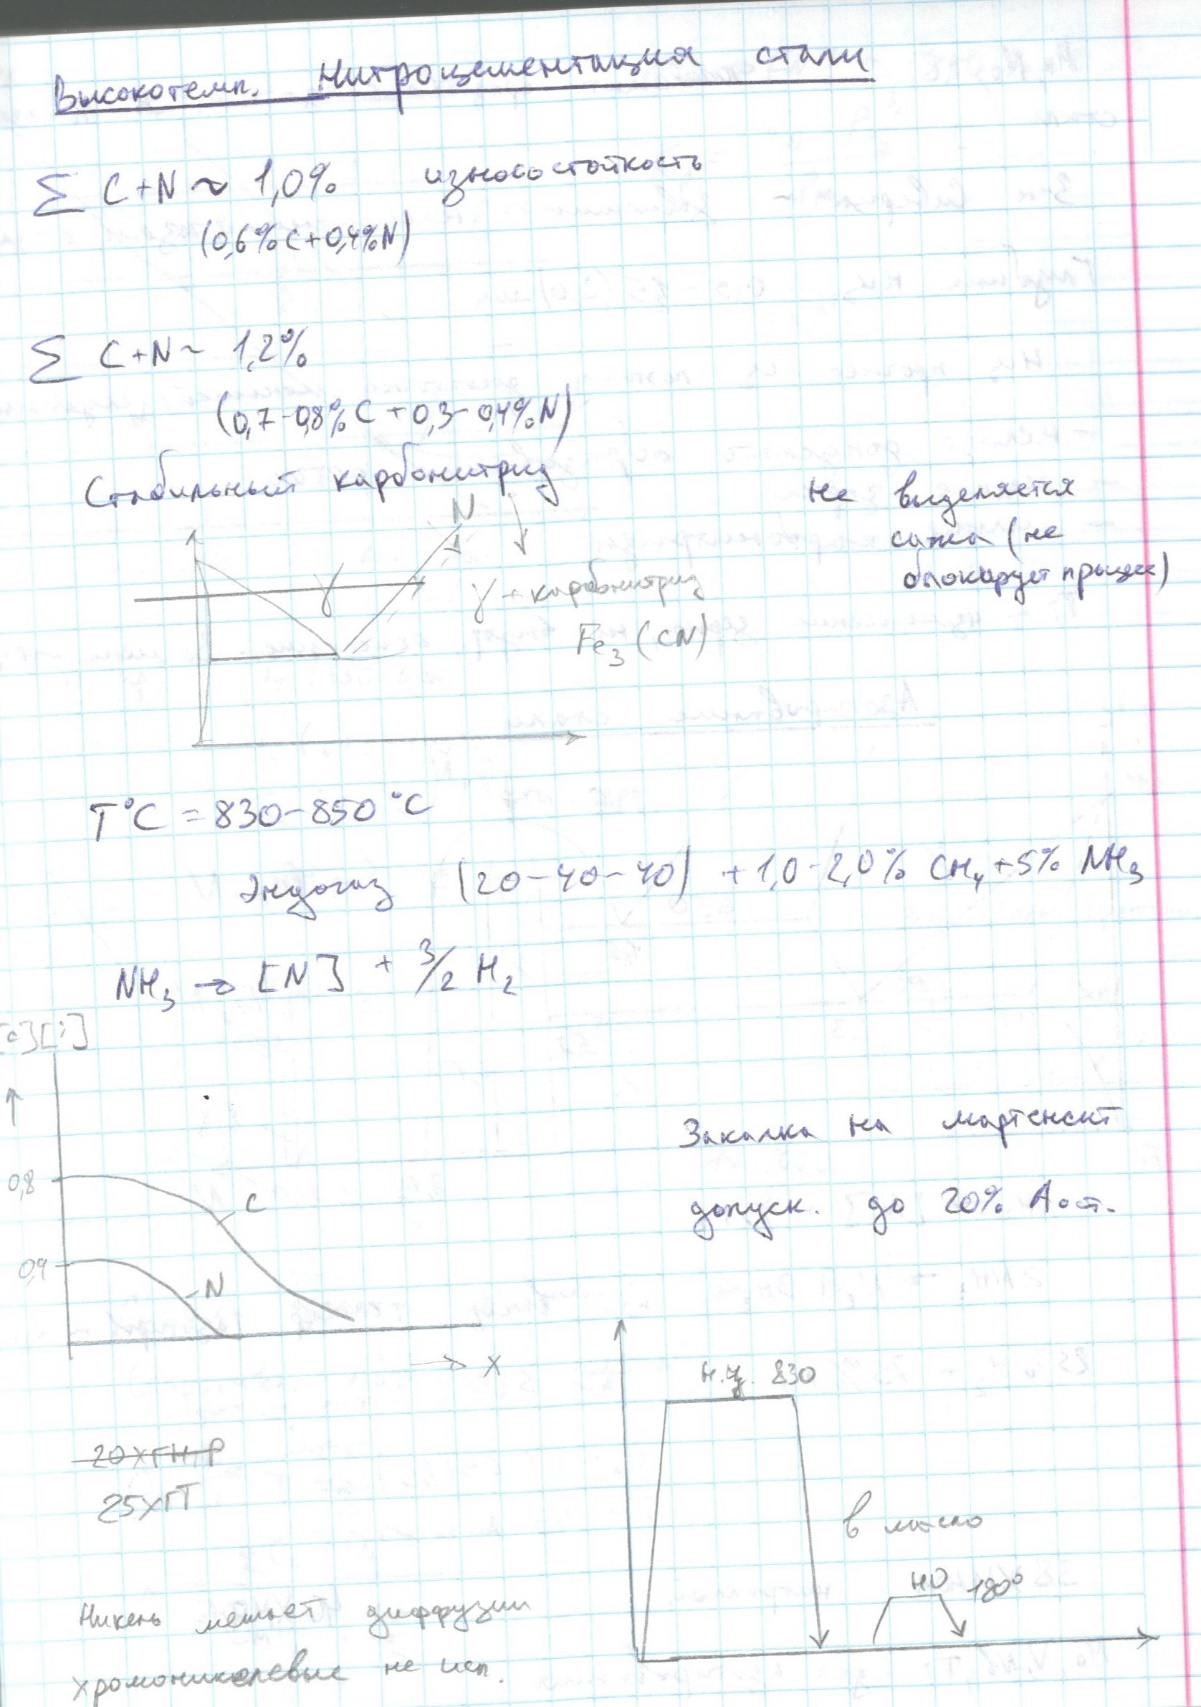 Высокотемп. Нитроцементация стали
∑ C+N ~ 1,0% износостойкость
(0,6%C+0,4%N)
∑ C+N ~ 1,2%
(0,7-0,8%C + 0,3-0,4%N)
Стабильный карбонитрид
Не выделяется
сажа (не
блокирует процесс)
N
γ
γ + карбонитрид
Fe₃(CN)
T°C = 830-850°C
Эндогаз (20-40-40) + 1,0-2,0% CH₄ + 5% NH₃
NH₃ → [N] + 3/2 H₂
0,8
C
0,4
N
x
Закалка на мартенсит
допуск. до 20% Аост.
н.ц. 830
в масло
НО 180°
20ХГНТР
25ХГТ
Никель мешает диффузии
хромоникелевые не исп.